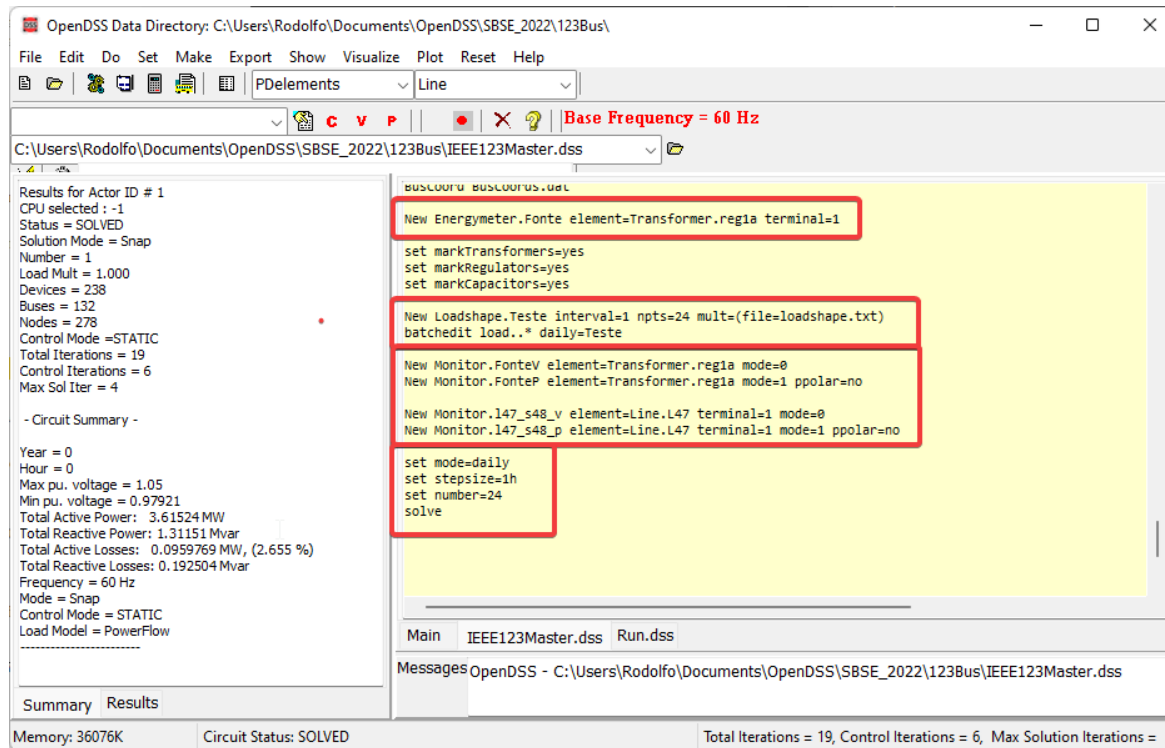 OpenDSS Data Directory: C:\Users\Rodolfo\Documents\OpenDSS\SBSE_2022\123Bus\
File Edit Do Set Make Export Show Visualize Plot Reset Help
PDelements Line
C V P Base Frequency = 60 Hz
C:\Users\Rodolfo\Documents\OpenDSS\SBSE_2022\123Bus\IEEE123Master.dss
Results for Actor ID # 1
CPU selected : -1
Status = SOLVED
Solution Mode = Snap
Number = 1
Load Mult = 1.000
Devices = 238
Buses = 132
Nodes = 278
Control Mode =STATIC
Total Iterations = 19
Control Iterations = 6
Max Sol Iter = 4
- Circuit Summary -
Year = 0
Hour = 0
Max pu. voltage = 1.05
Min pu. voltage = 0.97921
Total Active Power: 3.61524 MW
Total Reactive Power: 1.31151 Mvar
Total Active Losses: 0.0959769 MW, (2.655 %)
Total Reactive Losses: 0.192504 Mvar
Frequency = 60 Hz
Mode = Snap
Control Mode = STATIC
Load Model = PowerFlow
------------------------
Summary Results
BusCoord BusCoords.dat
New Energymeter.Fonte element=Transformer.reg1a terminal=1
set markTransformers=yes
set markRegulators=yes
set markCapacitors=yes
New Loadshape.Teste interval=1 npts=24 mult=(file=loadshape.txt)
batchedit load..* daily=Teste
New Monitor.FonteV element=Transformer.reg1a mode=0
New Monitor.FonteP element=Transformer.reg1a mode=1 ppolar=no
New Monitor.l47_s48_v element=Line.L47 terminal=1 mode=0
New Monitor.l47_s48_p element=Line.L47 terminal=1 mode=1 ppolar=no
set mode=daily
set stepsize=1h
set number=24
solve
Main IEEE123Master.dss Run.dss
Messages OpenDSS - C:\Users\Rodolfo\Documents\OpenDSS\SBSE_2022\123Bus\IEEE123Master.dss
Memory: 36076K Circuit Status: SOLVED Total Iterations = 19, Control Iterations = 6, Max Solution Iterations =